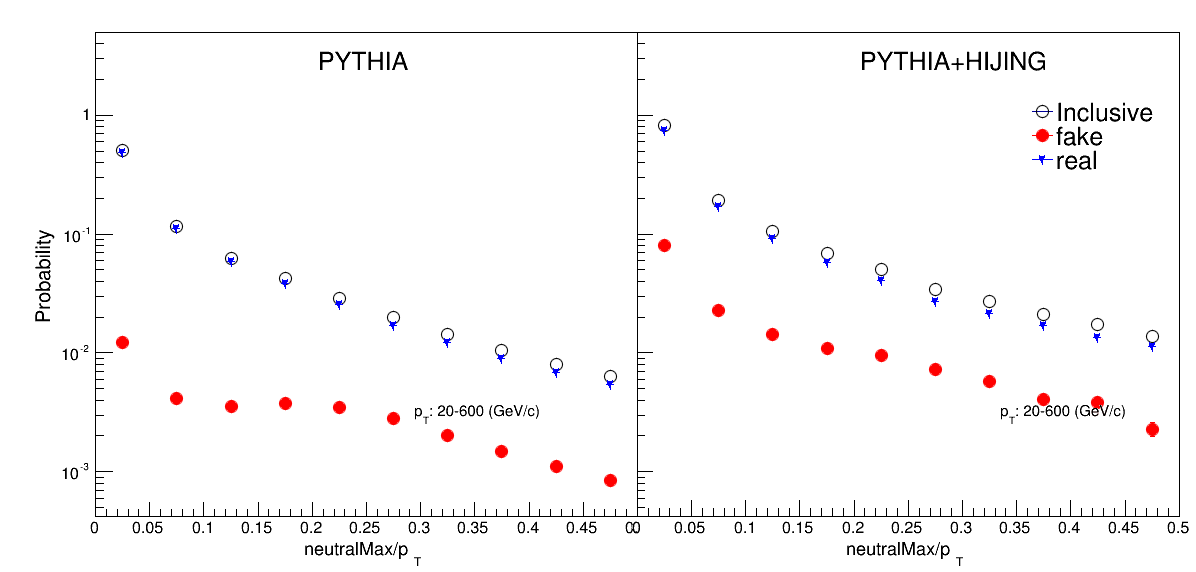 PYTHIA
PYTHIA+HIJING
Inclusive
fake
real
Probability
1
10⁻¹
10⁻²
10⁻³
p_T: 20-600 (GeV/c)
p_T: 20-600 (GeV/c)
0 0.05 0.1 0.15 0.2 0.25 0.3 0.35 0.4 0.45 0
0 0.05 0.1 0.15 0.2 0.25 0.3 0.35 0.4 0.45 0.5
neutralMax/p_T
neutralMax/p_T